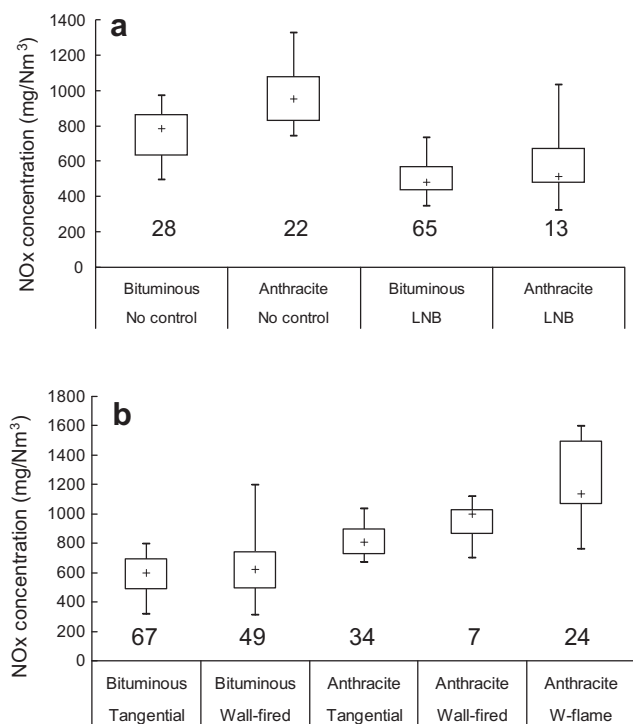 a
NOx concentration (mg/Nm³)
1400
1200
1000
800
600
400
200
0
28 22 65 13
Bituminous Anthracite Bituminous Anthracite
No control No control LNB LNB
b
NOx concentration (mg/Nm³)
1800
1600
1400
1200
1000
800
600
400
200
0
67 49 34 7 24
Bituminous Bituminous Anthracite Anthracite Anthracite
Tangential Wall-fired Tangential Wall-fired W-flame